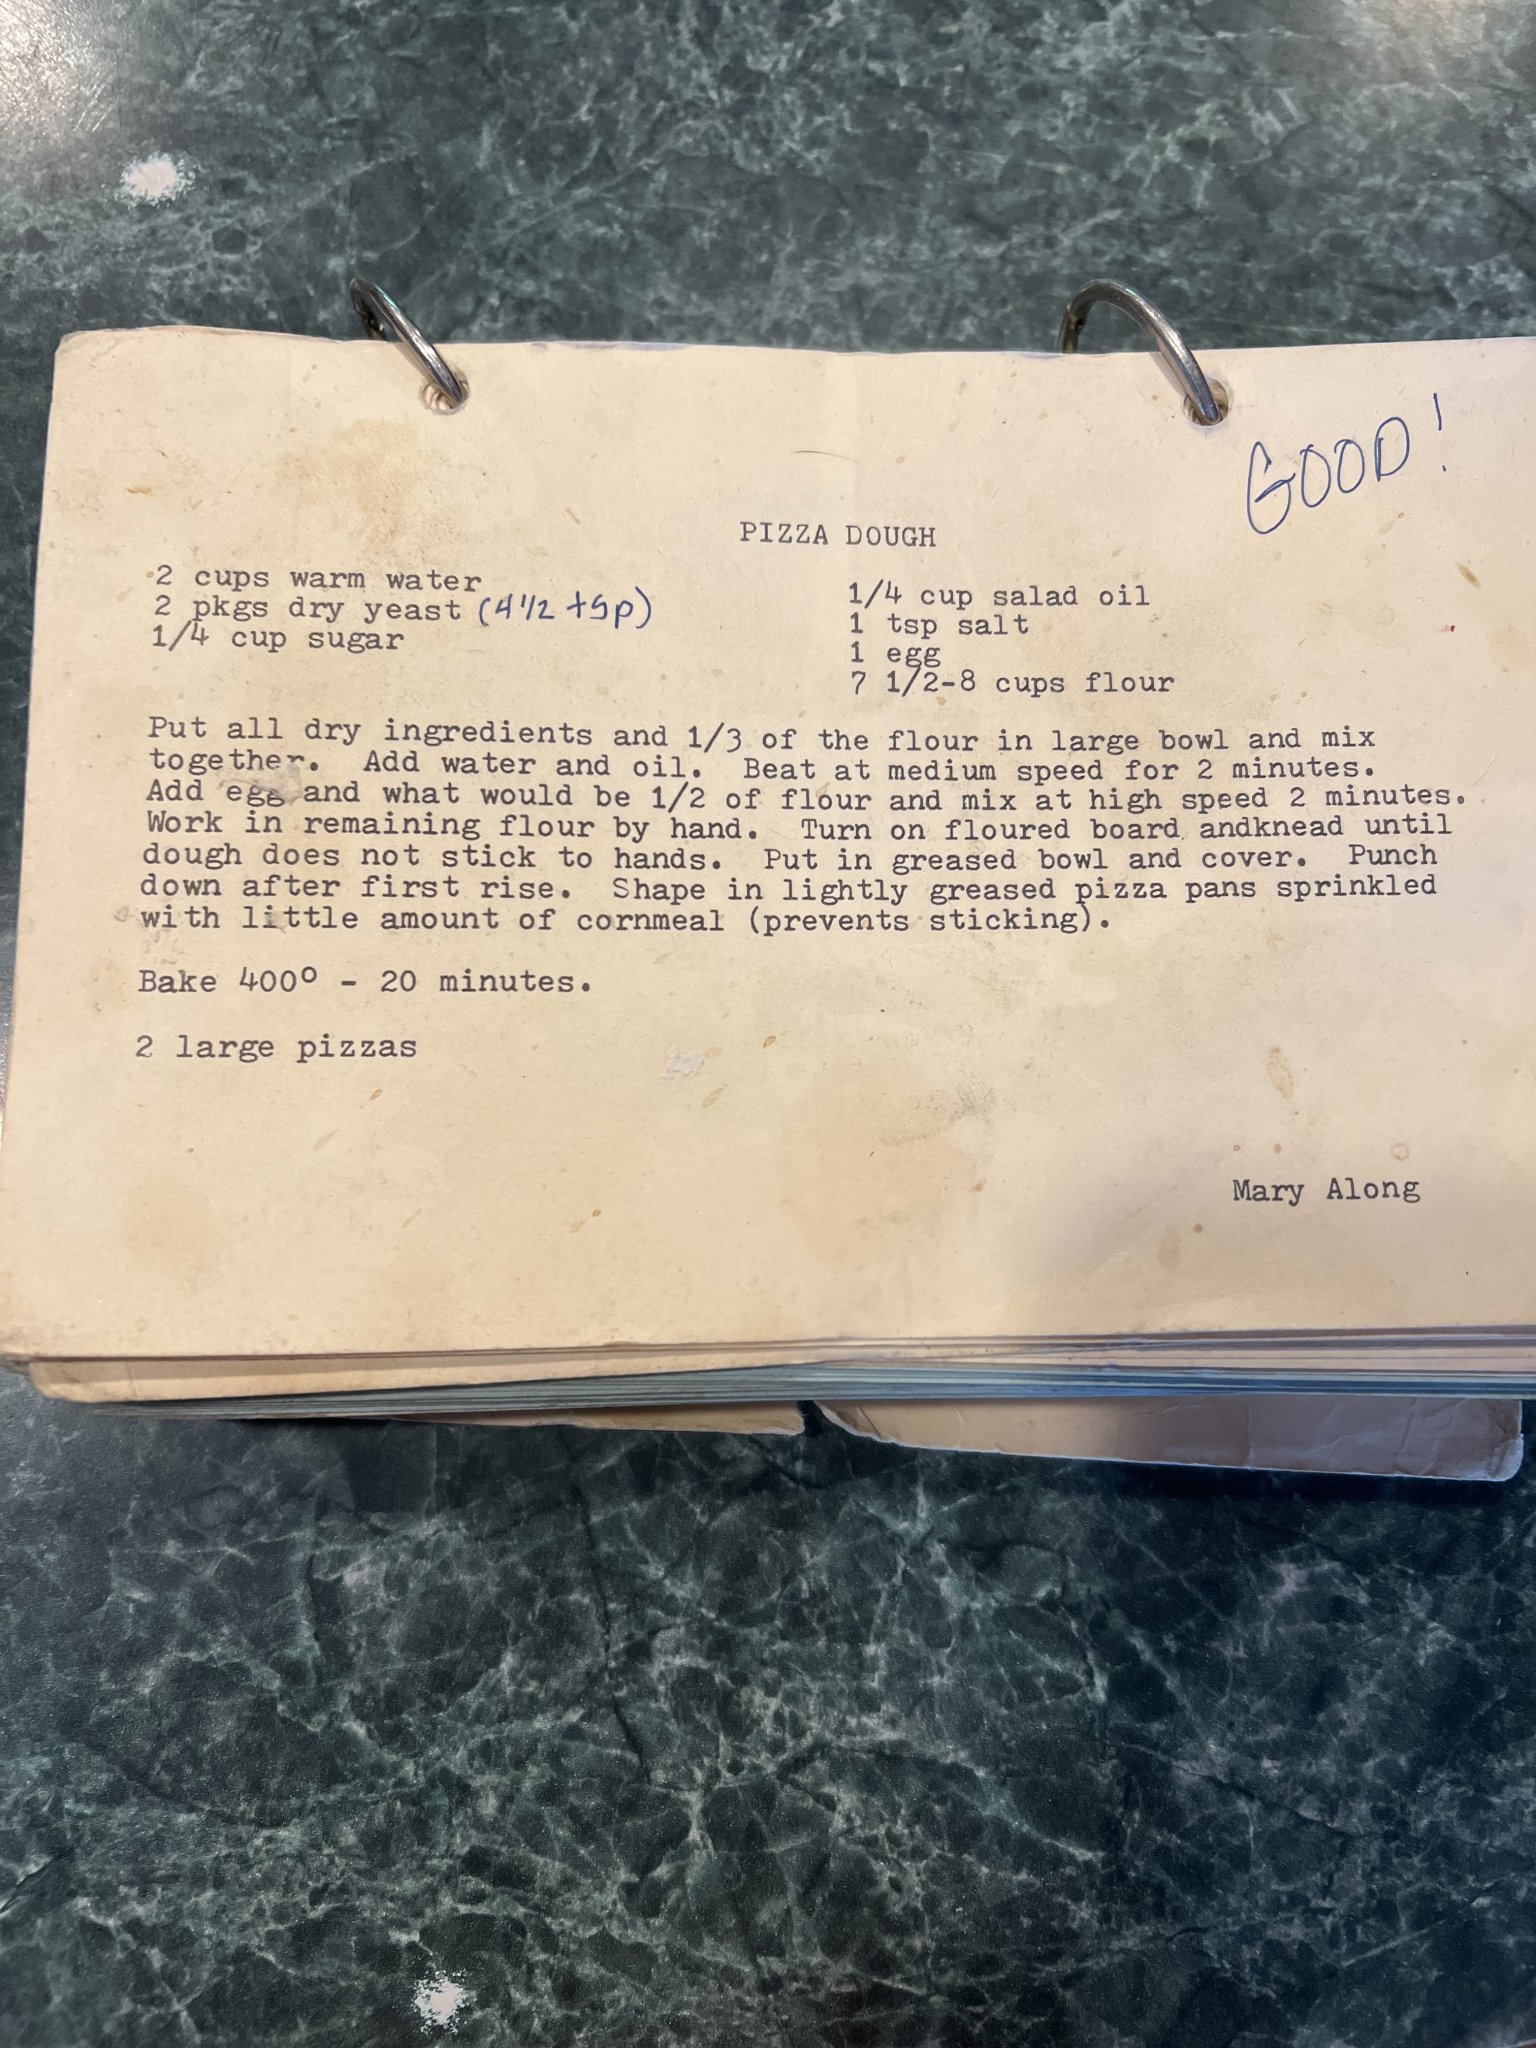 GOOD!
PIZZA DOUGH
2 cups warm water
2 pkgs dry yeast (4 1/2 tsp)
1/4 cup sugar
1/4 cup salad oil
1 tsp salt
1 egg
7 1/2-8 cups flour
Put all dry ingredients and 1/3 of the flour in large bowl and mix
together. Add water and oil. Beat at medium speed for 2 minutes.
Add egg and what would be 1/2 of flour and mix at high speed 2 minutes.
Work in remaining flour by hand. Turn on floured board andknead until
dough does not stick to hands. Put in greased bowl and cover. Punch
down after first rise. Shape in lightly greased pizza pans sprinkled
with little amount of cornmeal (prevents sticking).
Bake 400° - 20 minutes.
2 large pizzas
Mary Along